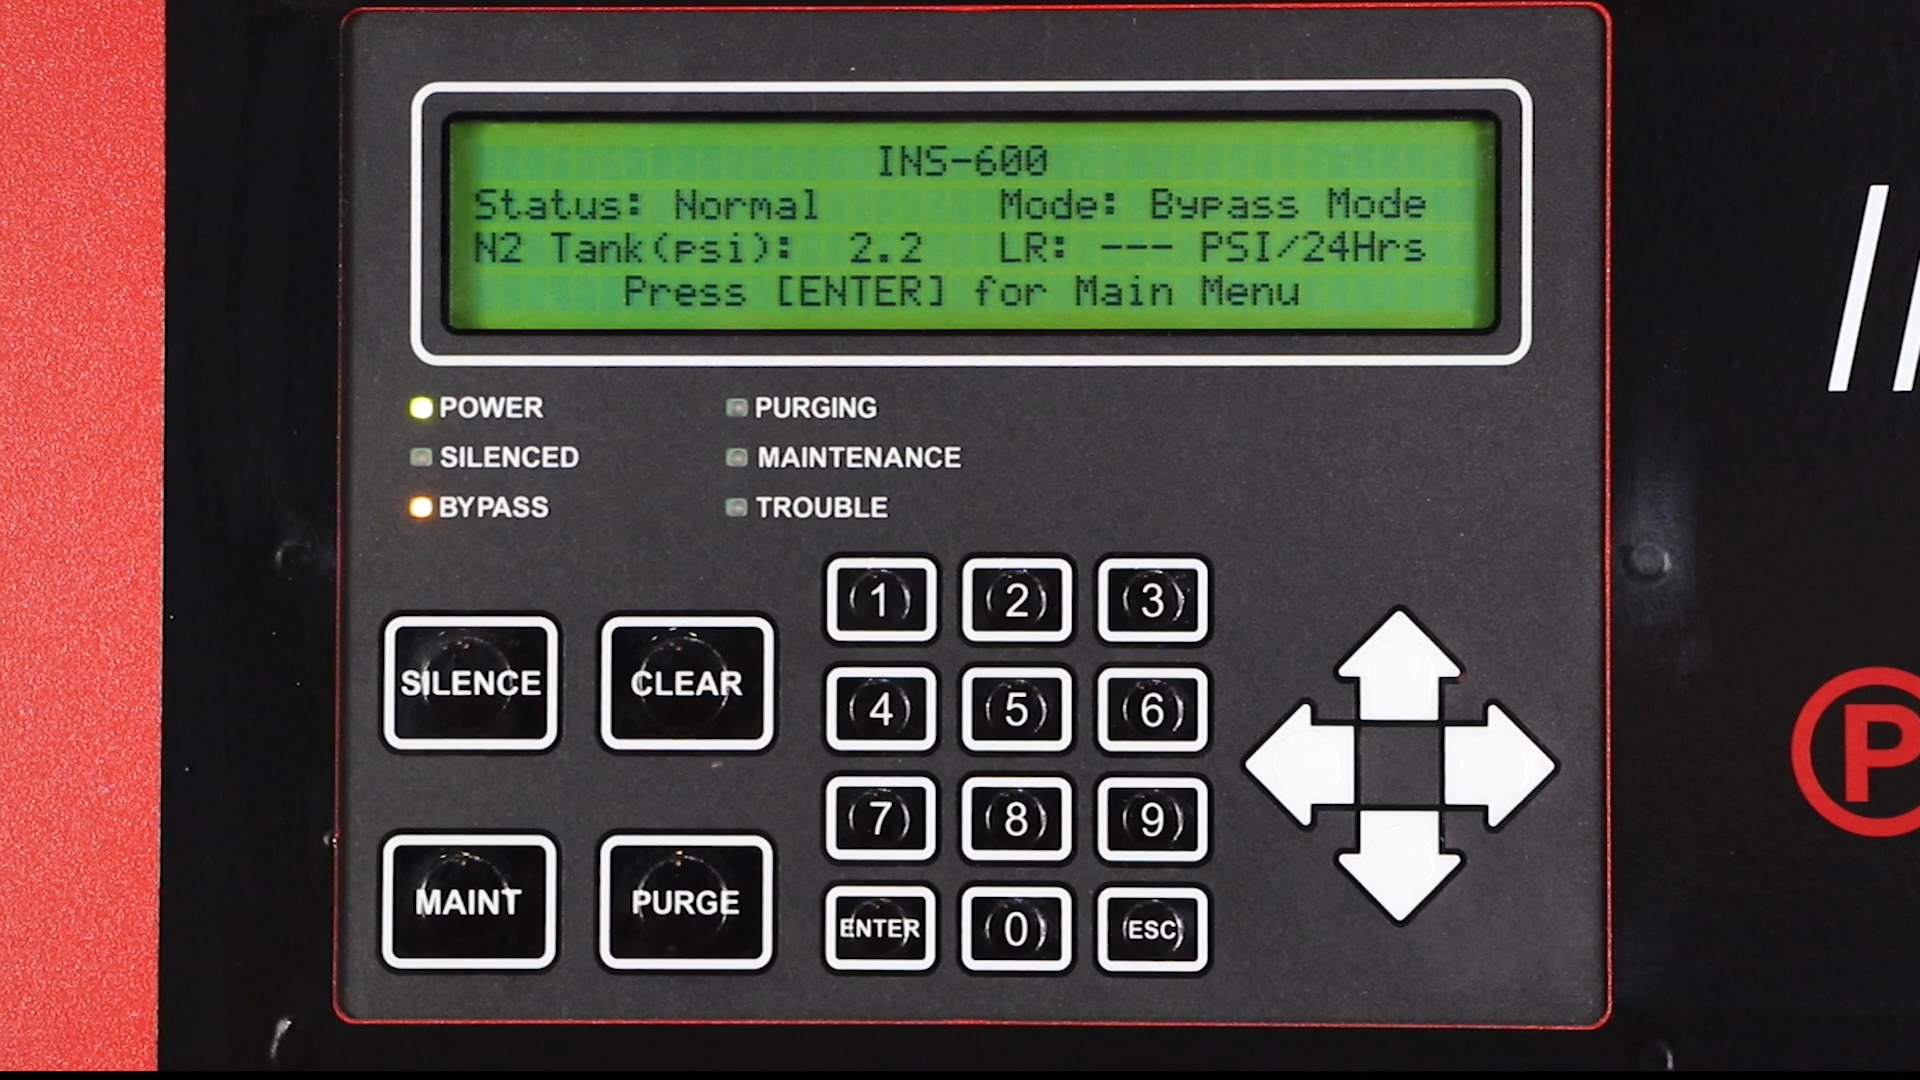 INS-600
Status: Normal Mode: Bypass Mode
N2 Tank(psi): 2.2 LR: --- PSI/24Hrs
Press [ENTER] for Main Menu
POWER PURGING
SILENCED MAINTENANCE
BYPASS TROUBLE
1 2 3
SILENCE CLEAR
4 5 6
7 8 9
MAINT PURGE
ENTER 0 ESC
P